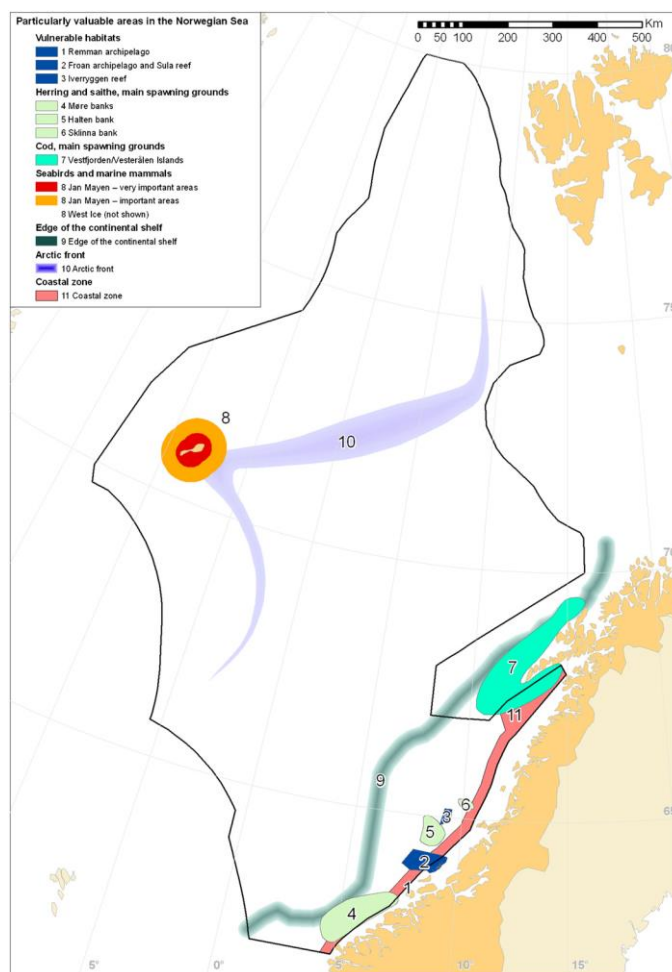 Particularly valuable areas in the Norwegian Sea
Vulnerable habitats
1 Remman archipelago
2 Froan archipelago and Sula reef
3 Iverryggen reef
Herring and saithe, main spawning grounds
4 Møre banks
5 Halten bank
6 Sklinna bank
Cod, main spawning grounds
7 Vestfjorden/Vesterålen Islands
Seabirds and marine mammals
8 Jan Mayen – very important areas
8 Jan Mayen – important areas
8 West Ice (not shown)
Edge of the continental shelf
9 Edge of the continental shelf
Arctic front
10 Arctic front
Coastal zone
11 Coastal zone
Km
0 50 100 200 300 400 500
80
75
8
10
70
7
11
9
65
6
3
5
2
1
4
5° 0° 5° 10° 15°